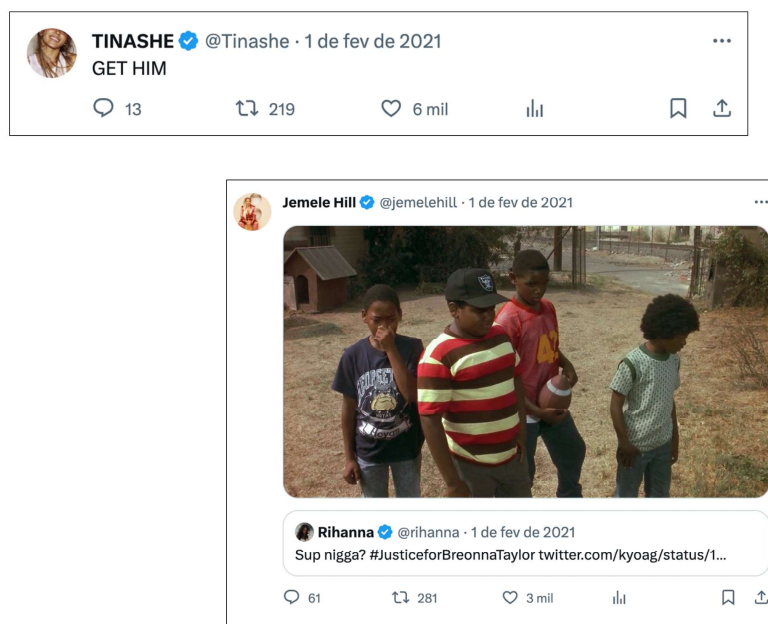 TINASHE @Tinashe · 1 de fev de 2021
GET HIM
13 219 6 mil
Jemele Hill @jemelehill · 1 de fev de 2021
42
Rihanna @rihanna · 1 de fev de 2021
Sup nigga? #JusticeforBreonnaTaylor twitter.com/kyoag/status/1...
61 281 3 mil